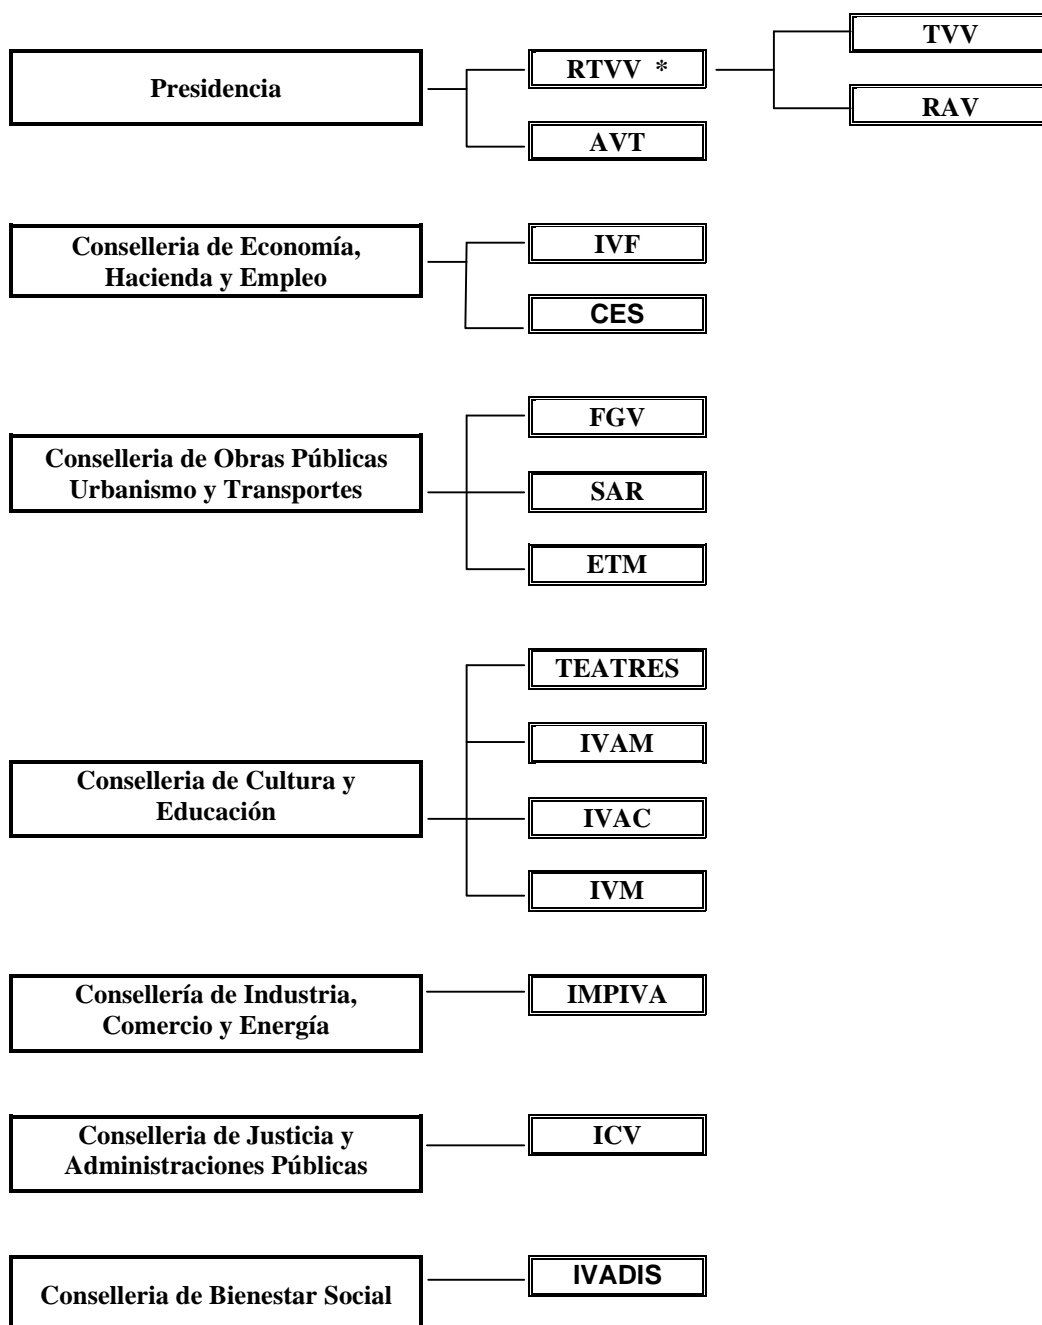 Presidencia
RTVV *
TVV
RAV
AVT
Conselleria de Economía,
Hacienda y Empleo
IVF
CES
Conselleria de Obras Públicas
Urbanismo y Transportes
FGV
SAR
ETM
Conselleria de Cultura y
Educación
TEATRES
IVAM
IVAC
IVM
Consellería de Industria,
Comercio y Energía
IMPIVA
Conselleria de Justicia y
Administraciones Públicas
ICV
Conselleria de Bienestar Social
IVADIS